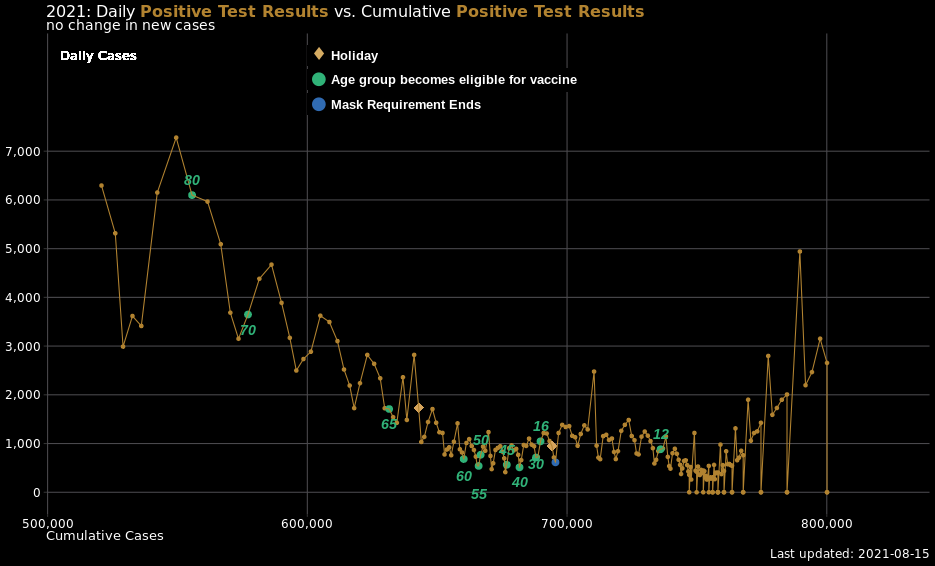 2021: Daily Positive Test Results vs. Cumulative Positive Test Results
no change in new cases
Daily Cases
Holiday
Age group becomes eligible for vaccine
Mask Requirement Ends
7,000
6,000
5,000
4,000
3,000
2,000
1,000
0
80
70
65
60
50
55
40
30
16
12
500,000
600,000
700,000
800,000
Cumulative Cases
Last updated: 2021-08-15